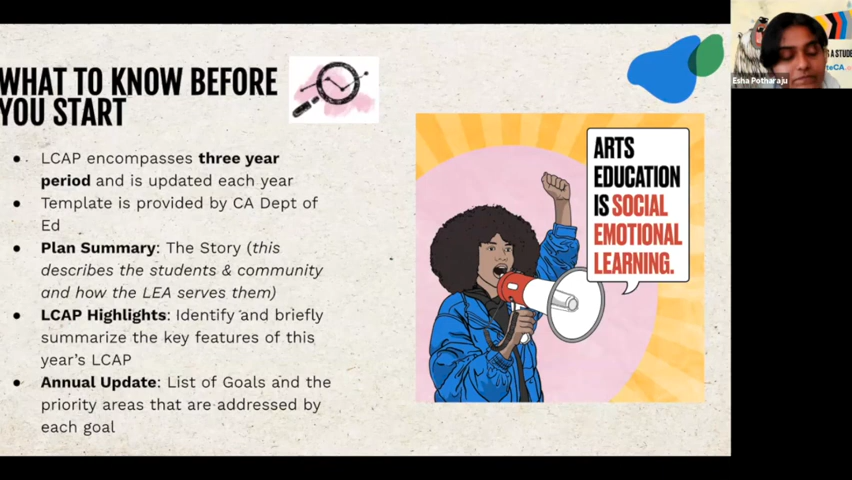 WHAT TO KNOW BEFORE
YOU START
● LCAP encompasses three year
period and is updated each year
● Template is provided by CA Dept of
Ed
● Plan Summary: The Story (this
describes the students & community
and how the LEA serves them)
● LCAP Highlights: Identify and briefly
summarize the key features of this
year's LCAP
● Annual Update: List of Goals and the
priority areas that are addressed by
each goal
ARTS
EDUCATION
IS SOCIAL
EMOTIONAL
LEARNING.
Esha Potharaju